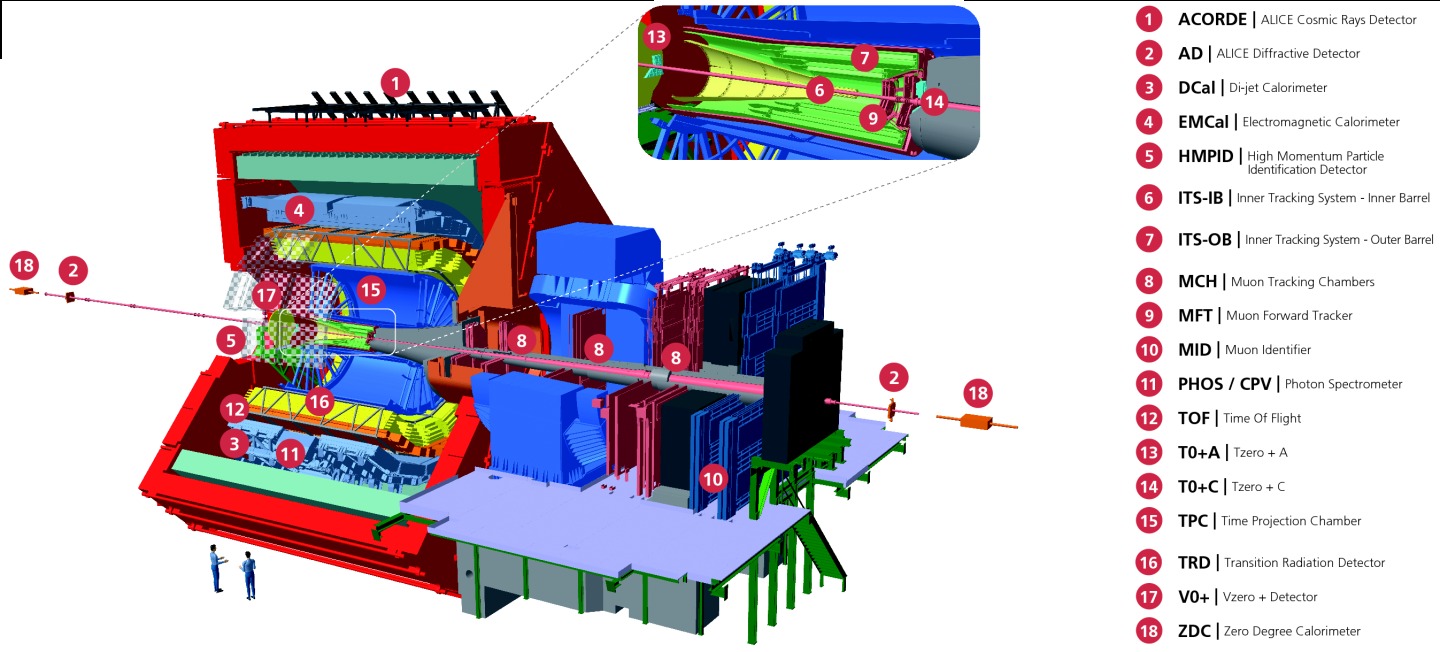 1 ACORDE | ALICE Cosmic Rays Detector
2 AD | ALICE Diffractive Detector
3 DCal | Di-jet Calorimeter
4 EMCal | Electromagnetic Calorimeter
5 HMPID | High Momentum Particle
Identification Detector
6 ITS-IB | Inner Tracking System - Inner Barrel
7 ITS-OB | Inner Tracking System - Outer Barrel
8 MCH | Muon Tracking Chambers
9 MFT | Muon Forward Tracker
10 MID | Muon Identifier
11 PHOS / CPV | Photon Spectrometer
12 TOF | Time Of Flight
13 T0+A | Tzero + A
14 T0+C | Tzero + C
15 TPC | Time Projection Chamber
16 TRD | Transition Radiation Detector
17 V0+ | Vzero + Detector
18 ZDC | Zero Degree Calorimeter
13
7
6
14
9
1
4
18
2
17
15
5
8
8
8
2
18
16
12
3
11
10